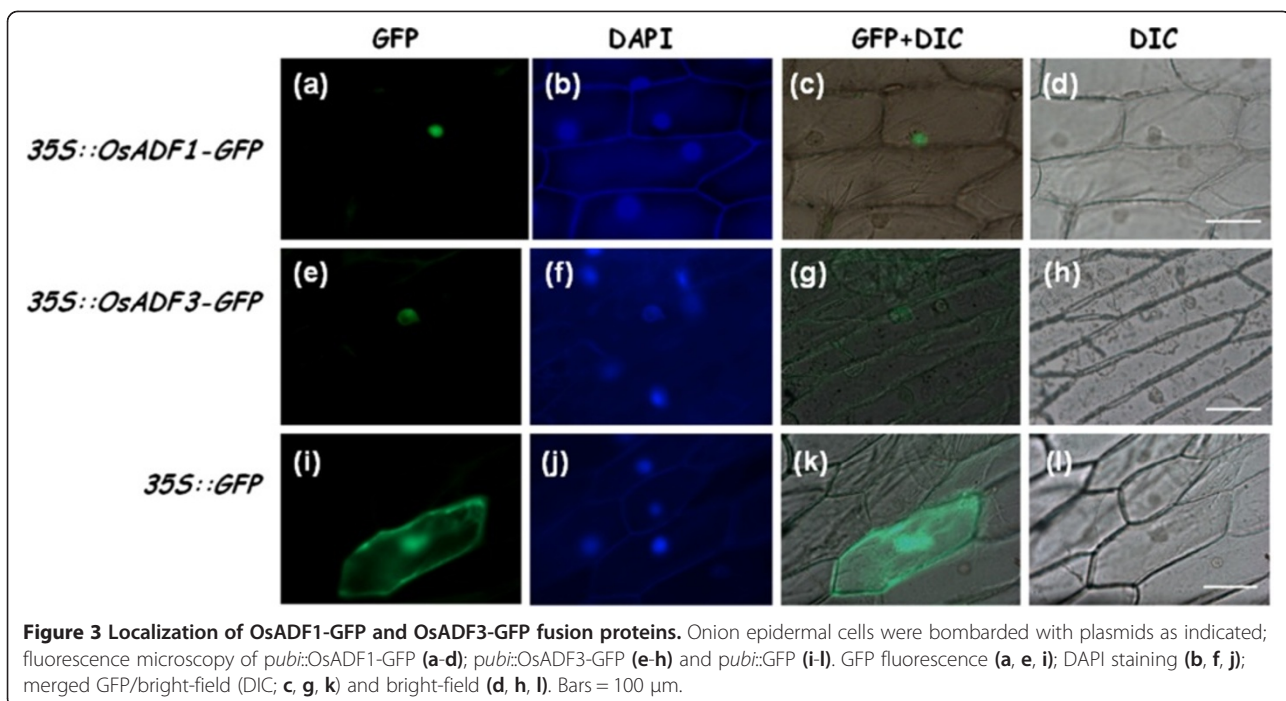 GFP DAPI GFP+DIC DIC
35S::OsADF1-GFP (a) (b) (c) (d)
35S::OsADF3-GFP (e) (f) (g) (h)
35S::GFP (i) (j) (k) (l)
Figure 3 Localization of OsADF1-GFP and OsADF3-GFP fusion proteins. Onion epidermal cells were bombarded with plasmids as indicated;
fluorescence microscopy of pubi::OsADF1-GFP (a-d); pubi::OsADF3-GFP (e-h) and pubi::GFP (i-l). GFP fluorescence (a, e, i); DAPI staining (b, f, j);
merged GFP/bright-field (DIC; c, g, k) and bright-field (d, h, l). Bars = 100 μm.